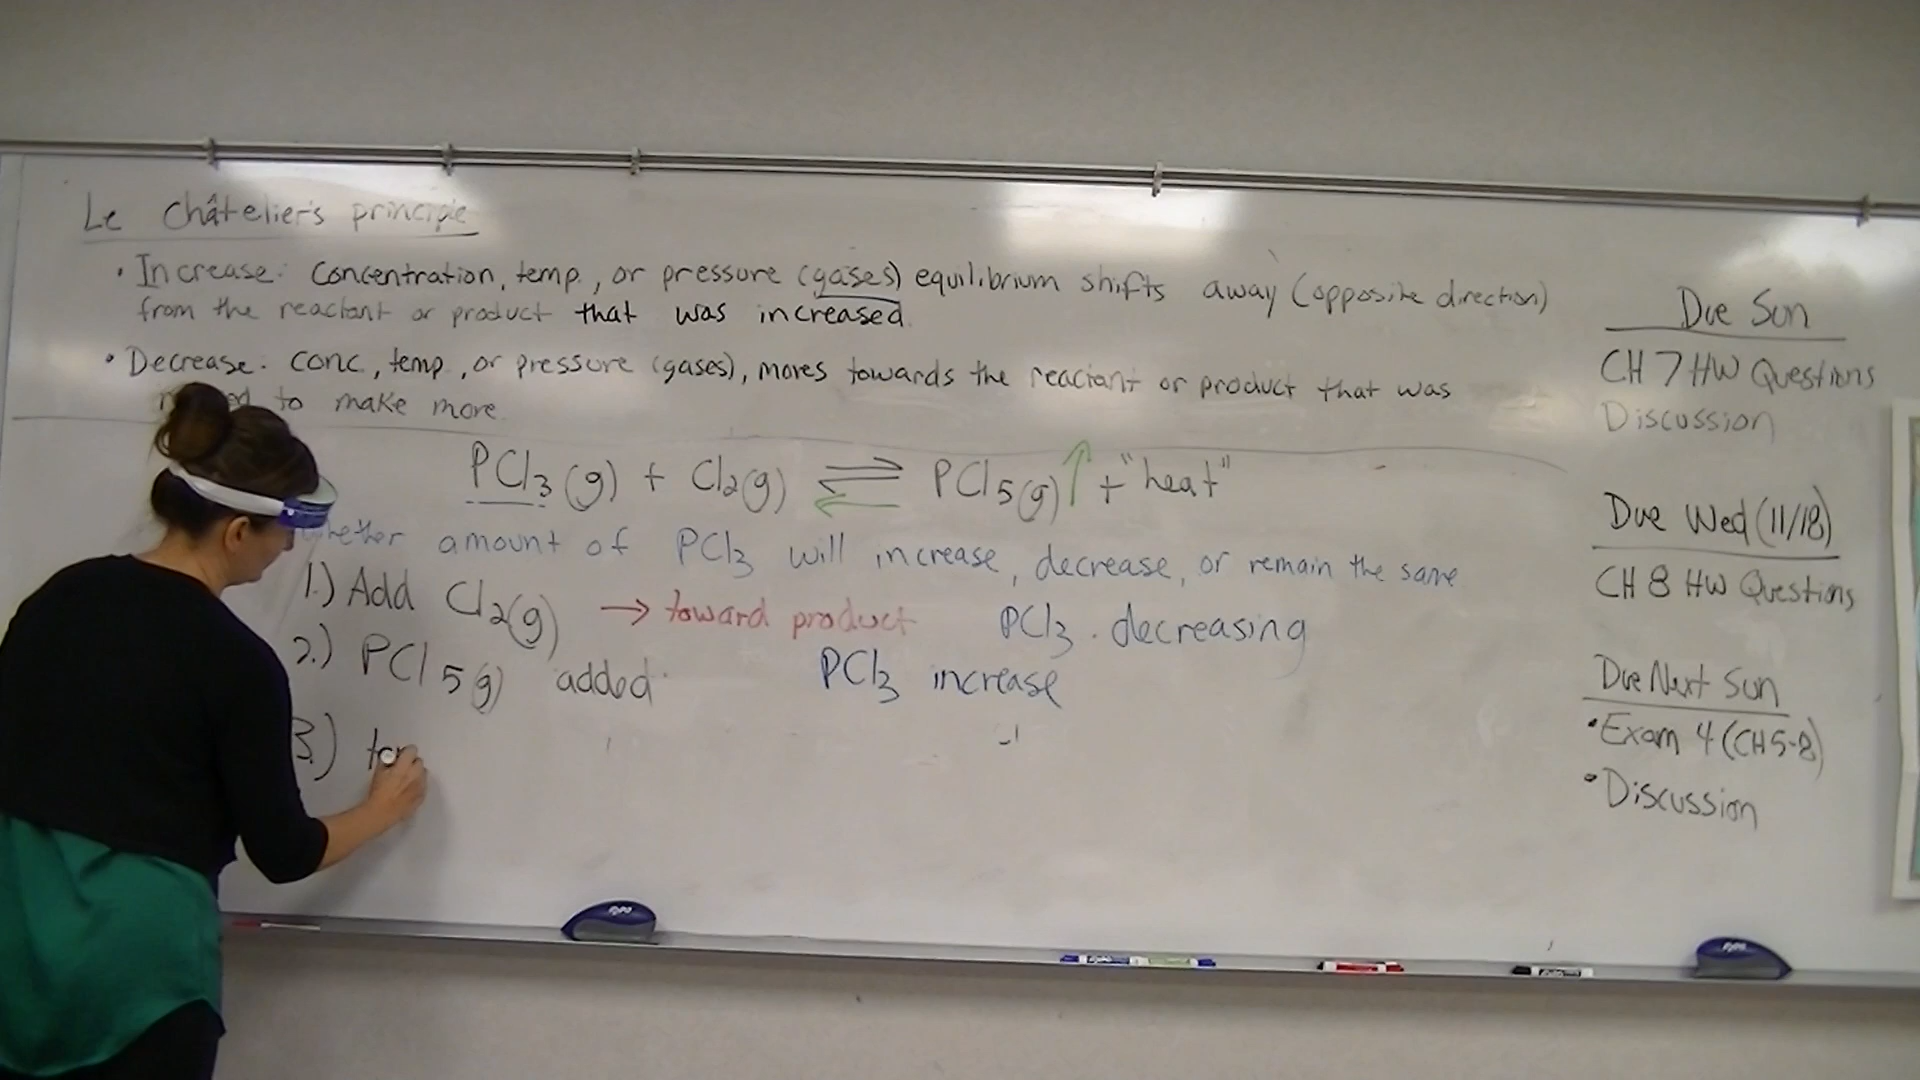 Le Châtelier's principle
• Increase: Concentration, temp., or pressure (gases) equilibrium shifts away (opposite direction)
from the reactant or product that was increased.
• Decrease. conc, temp, or pressure (gases), moves towards the reactant or product that was
to make more.
PCl3 (g) + Cl2(g) ⇌ PCl5(g) ↑ + "heat"
←
amount of PCl3 will increase, decrease, or remain the same
1.) Add Cl2(g) → toward product PCl3 . decreasing
2.) PCl5(g) added. PCl3 increase
3.)
Due Sun
CH 7 HW Questions
Discussion
Due Wed (11/18)
CH 8 HW Questions
Due Next Sun
• Exam 4 (CH 5-8)
• Discussion
expo
expo